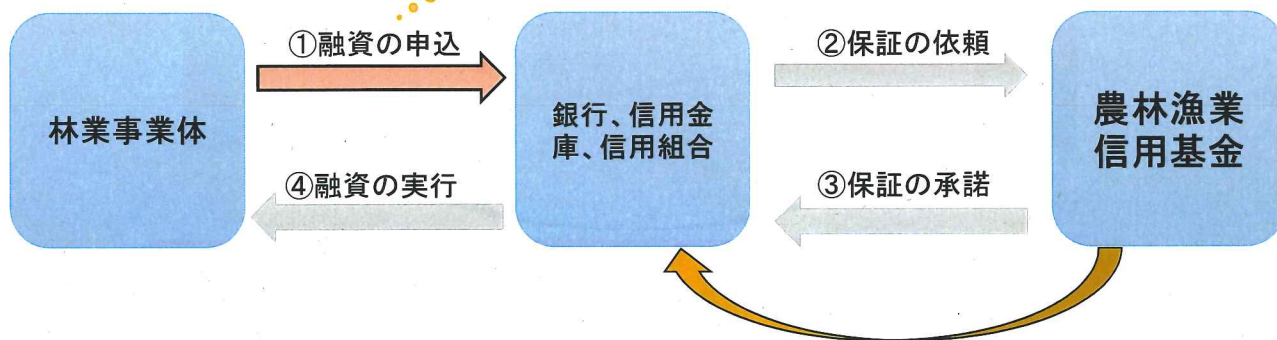 ①融資の申込
②保証の依頼
林業事業体
銀行、信用金
庫、信用組合
農林漁業
信用基金
④融資の実行
③保証の承諾